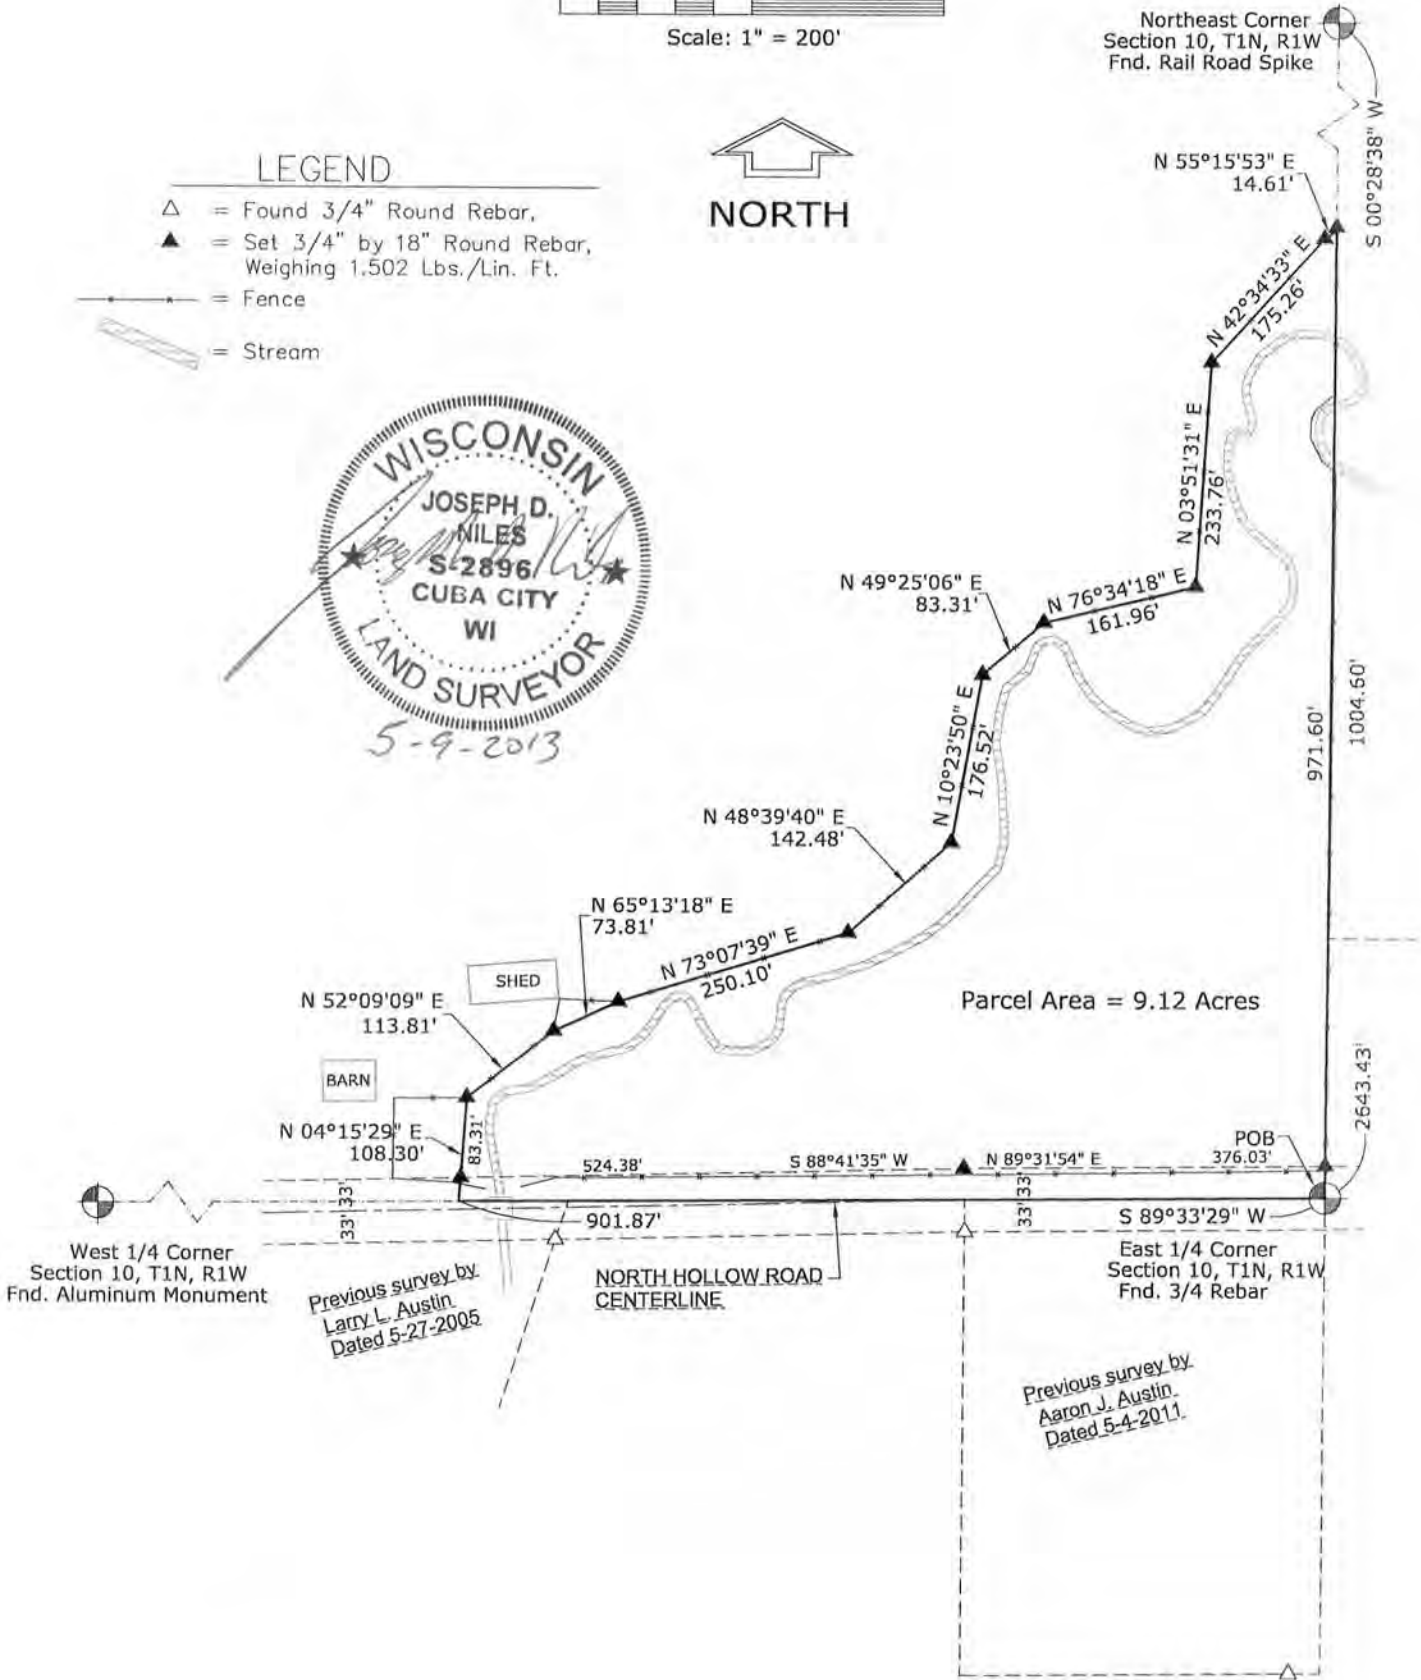 Scale: 1" = 200'
Northeast Corner
Section 10, T1N, R1W
Fnd. Rail Road Spike
S 00°28'38" W
NORTH
LEGEND
△ = Found 3/4" Round Rebar,
▲ = Set 3/4" by 18" Round Rebar,
Weighing 1.502 Lbs./Lin. Ft.
= Fence
= Stream
N 55°15'53" E
14.61'
N 42°34'33" E
175.26'
WISCONSIN
JOSEPH D.
NILES
S-2896
CUBA CITY
WI
LAND SURVEYOR
5-9-2013
N 03°51'31" E
233.76'
N 49°25'06" E
83.31'
N 76°34'18" E
161.96'
N 10°23'50" E
176.52'
971.60'
1004.60'
N 48°39'40" E
142.48'
N 65°13'18" E
73.81'
N 73°07'39" E
250.10'
SHED
N 52°09'09" E
113.81'
Parcel Area = 9.12 Acres
BARN
N 04°15'29" E
108.30'
83.31'
2643.43'
POB
524.38'
S 88°41'35" W
N 89°31'54" E
376.03'
33'
33'
33'
33'
901.87'
S 89°33'29" W
West 1/4 Corner
Section 10, T1N, R1W
Fnd. Aluminum Monument
East 1/4 Corner
Section 10, T1N, R1W
Fnd. 3/4 Rebar
NORTH HOLLOW ROAD
CENTERLINE
Previous survey by
Larry L. Austin
Dated 5-27-2005
Previous survey by
Aaron J. Austin
Dated 5-4-2011